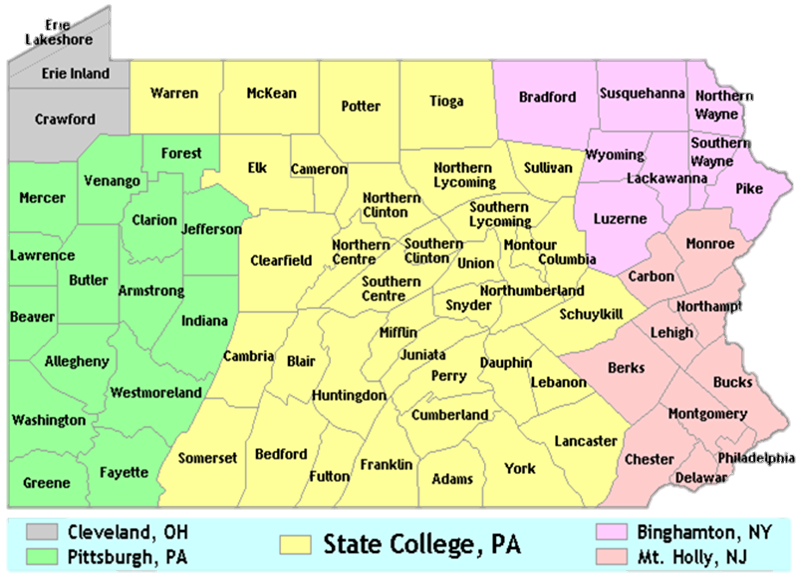 Erie
Lakeshore
Erie Inland
Crawford
Warren
McKean
Potter
Tioga
Bradford
Susquehanna
Northern
Wayne
Forest
Venango
Mercer
Elk
Cameron
Northern
Lycoming
Sullivan
Wyoming
Southern
Wayne
Lackawanna
Pike
Clarion
Jefferson
Northern
Clinton
Southern
Lycoming
Luzerne
Lawrence
Butler
Clearfield
Northern
Centre
Southern
Clinton
Union
Montour
Columbia
Monroe
Carbon
Armstrong
Southern
Centre
Snyder
Northumberland
Beaver
Indiana
Schuylkill
Northampt
Lehigh
Allegheny
Cambria
Blair
Mifflin
Juniata
Perry
Dauphin
Lebanon
Berks
Bucks
Westmoreland
Huntingdon
Washington
Cumberland
Montgomery
Greene
Fayette
Somerset
Bedford
Futton
Franklin
Adams
York
Lancaster
Chester
Delawar
Philadelphia
Cleveland, OH
Pittsburgh, PA
State College, PA
Binghamton, NY
Mt. Holly, NJ